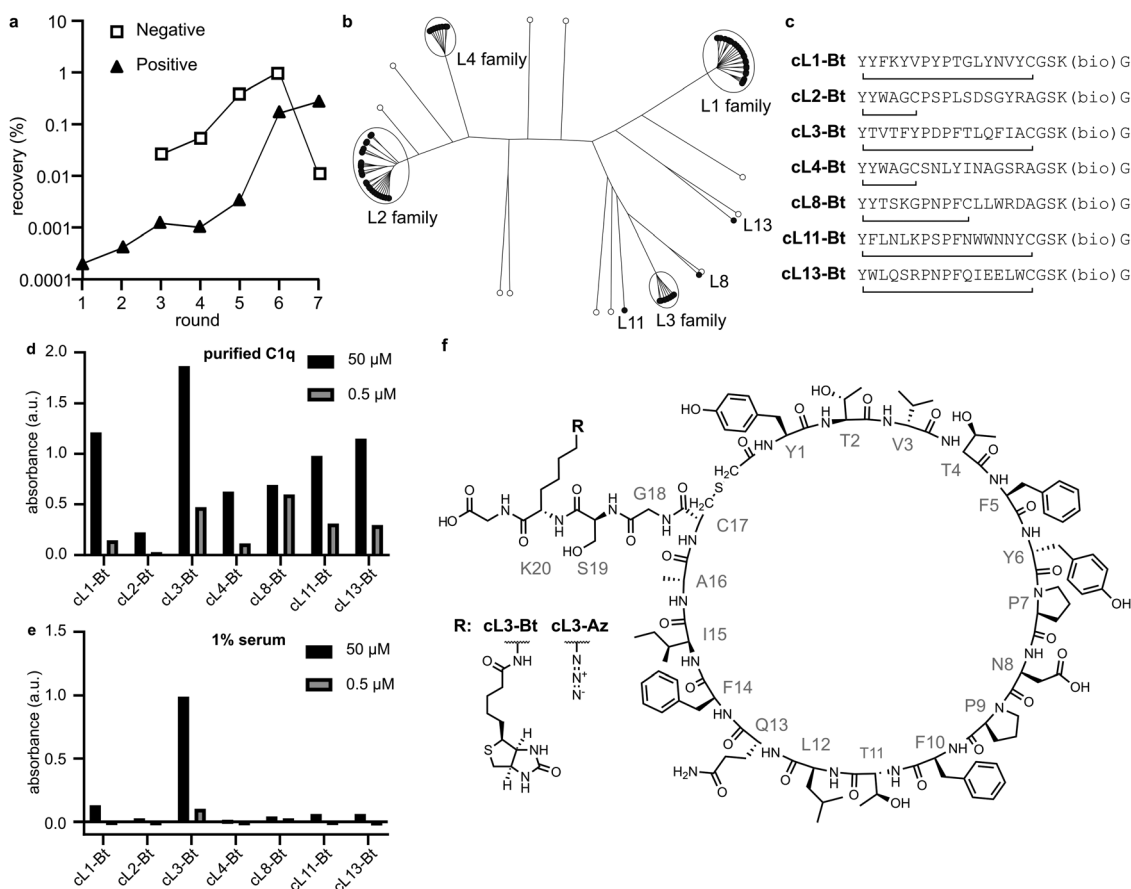 a
10
1
0.1
0.01
0.001
0.0001
recovery (%)
1 2 3 4 5 6 7
round
Negative
Positive
b
L4 family
L1 family
L2 family
L13
L8
L3 family
L11
c
cL1-Bt YYFKYVPYPTGLYNVYCGSK(bio)G
cL2-Bt YYWAGCPSPLSDSGYRAGSK(bio)G
cL3-Bt YTVTFYPDPFTLQFIACGSK(bio)G
cL4-Bt YYWAGCSNLYINAGSRAGSK(bio)G
cL8-Bt YYTSKGPNPFCLLWRDAGSK(bio)G
cL11-Bt YFLNLKPSPFNWWNNYCGSK(bio)G
cL13-Bt YWLQSRPNPFQIEELWCGSK(bio)G
d
purified C1q
50 µM
0.5 µM
2.0
1.5
1.0
0.5
0.0
absorbance (a.u.)
cL1-Bt cL2-Bt cL3-Bt cL4-Bt cL8-Bt cL11-Bt cL13-Bt
e
1% serum
50 µM
0.5 µM
1.5
1.0
0.5
0.0
absorbance (a.u.)
cL1-Bt cL2-Bt cL3-Bt cL4-Bt cL8-Bt cL11-Bt cL13-Bt
f
Y1
T2
V3
T4
F5
Y6
P7
N8
P9
F10
T11
L12
Q13
F14
I15
A16
C17
G18
S19
K20
R
R: cL3-Bt cL3-Az